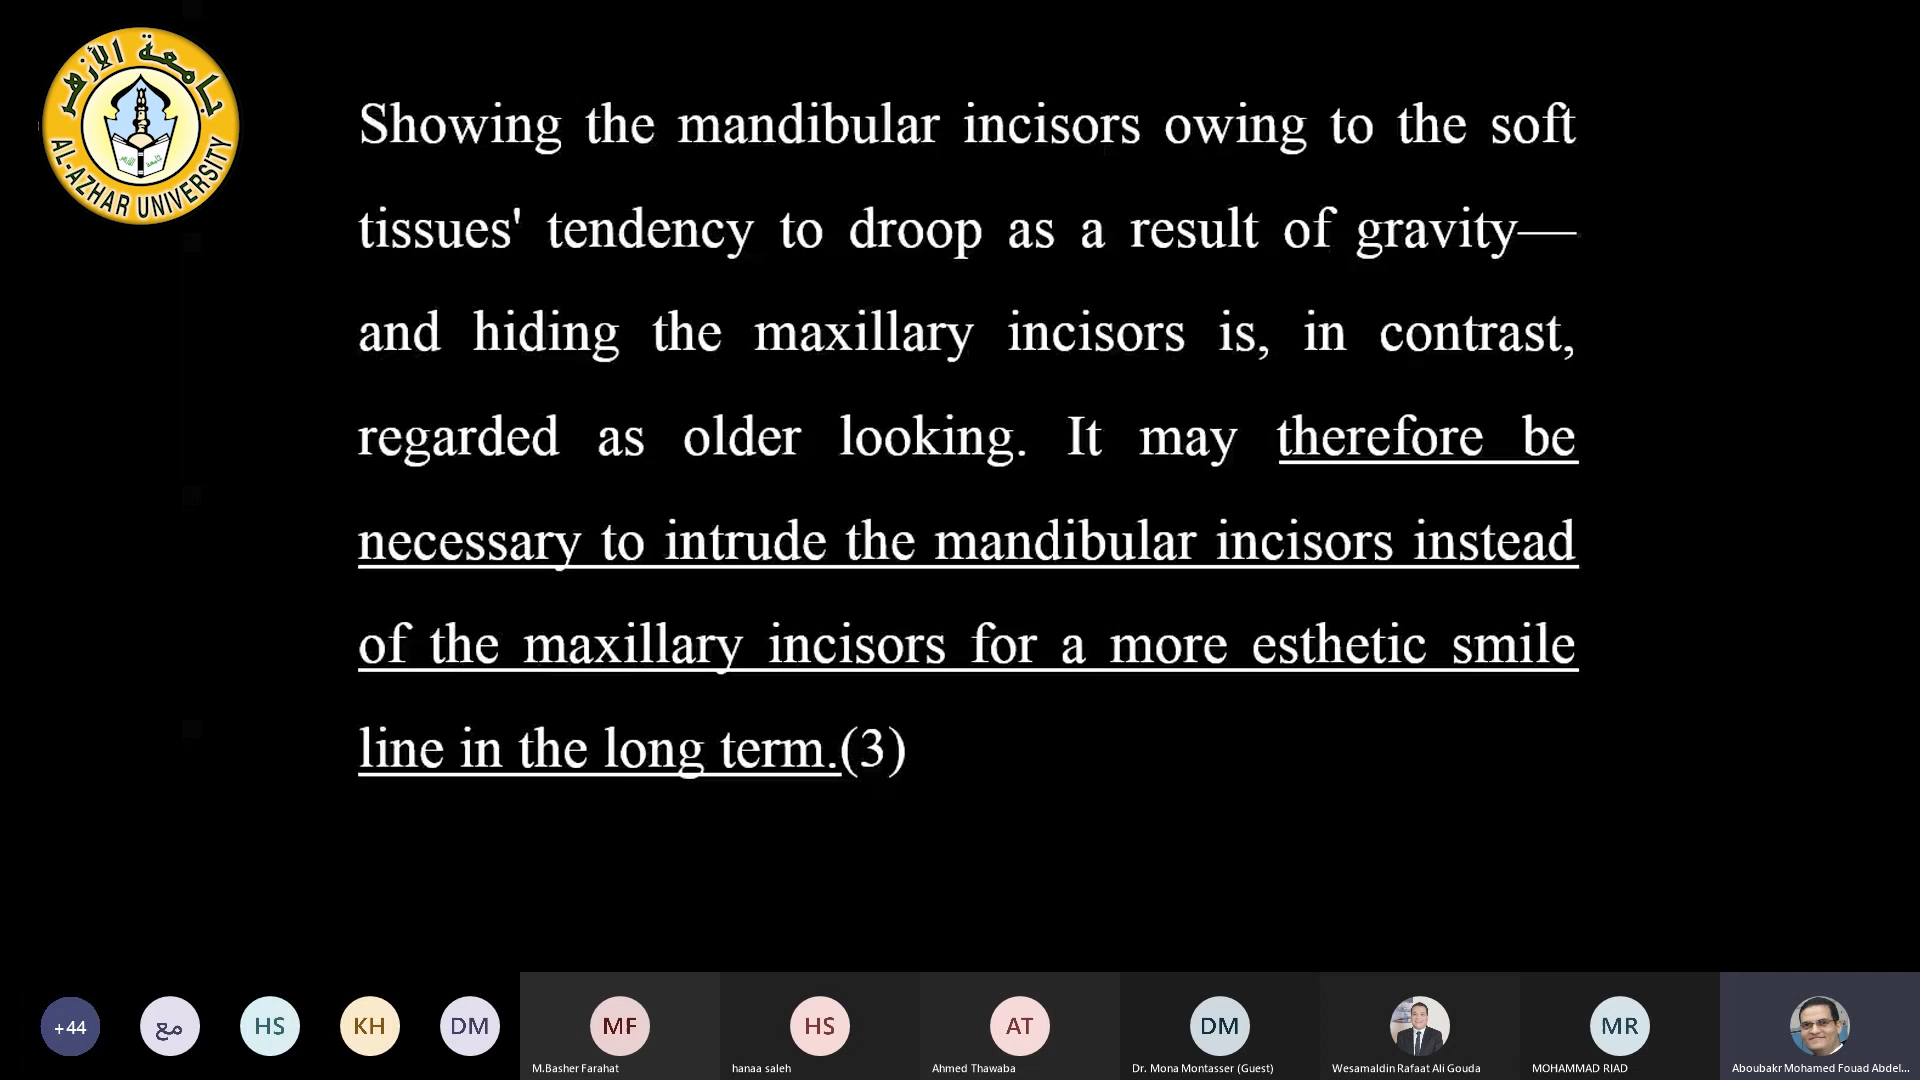 جامعة الأزهر
AL-AZHAR UNIVERSITY
Showing the mandibular incisors owing to the soft
tissues' tendency to droop as a result of gravity—
and hiding the maxillary incisors is, in contrast,
regarded as older looking. It may therefore be
necessary to intrude the mandibular incisors instead
of the maxillary incisors for a more esthetic smile
line in the long term.(3)
+44
مع
HS
KH
DM
MF
HS
AT
DM
MR
M.Basher Farahat
hanaa saleh
Ahmed Thawaba
Dr. Mona Montasser (Guest)
Wesamaldin Rafaat Ali Gouda
MOHAMMAD RIAD
Aboubakr Mohamed Fouad Abdel...